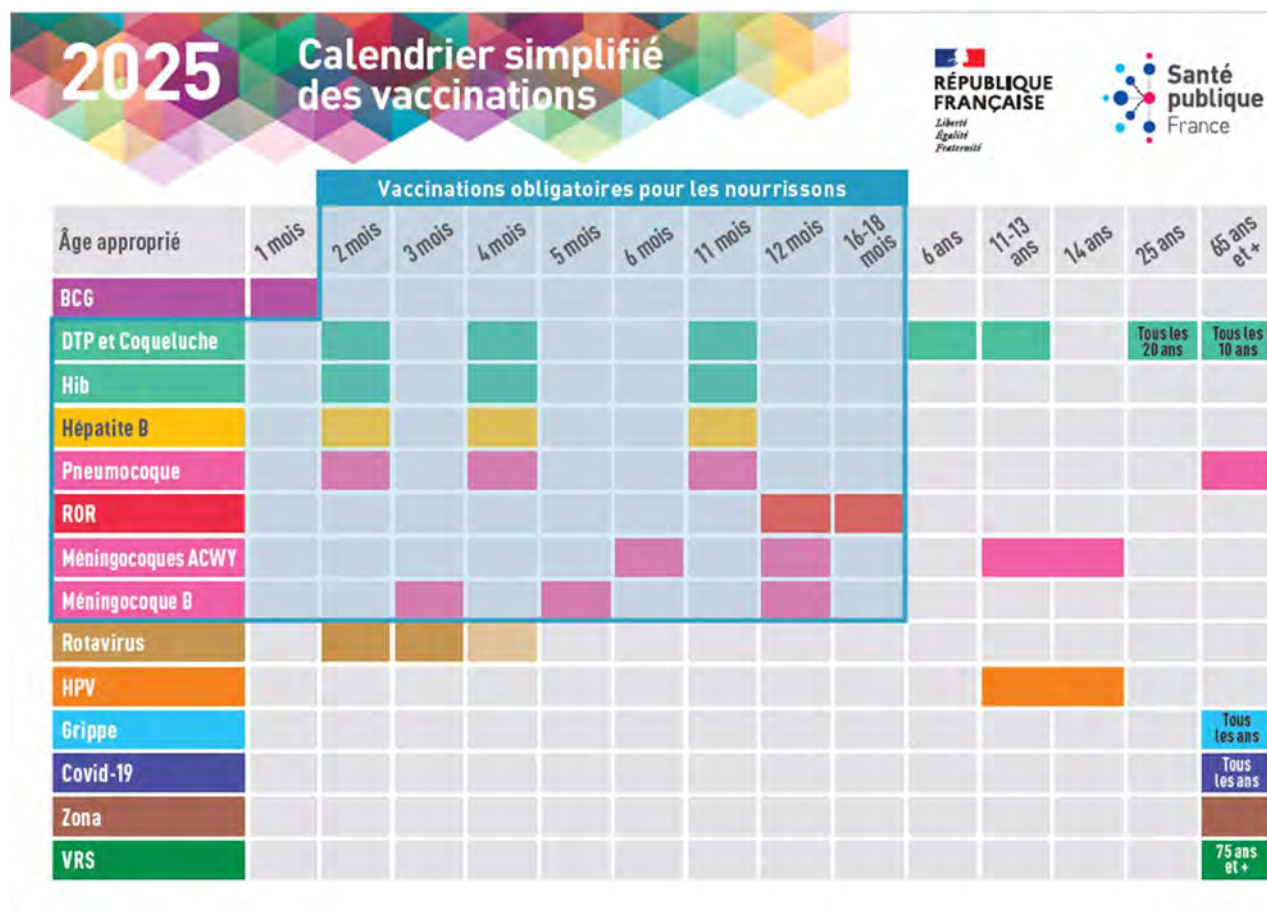 2025
Calendrier simplifié
des vaccinations
RÉPUBLIQUE
FRANÇAISE
Liberté
Égalité
Fraternité
Santé
publique
France
Vaccinations obligatoires pour les nourrissons
Âge approprié
1 mois
2 mois
3 mois
4 mois
5 mois
6 mois
11 mois
12 mois
16-18
mois
6 ans
11-13
ans
14 ans
25 ans
65 ans
et +
BCG
DTP et Coqueluche
Tous les
20 ans
Tous les
10 ans
Hib
Hépatite B
Pneumocoque
ROR
Méningocoques ACWY
Méningocoque B
Rotavirus
HPV
Grippe
Tous
les ans
Covid-19
Tous
les ans
Zona
VRS
75 ans
et +